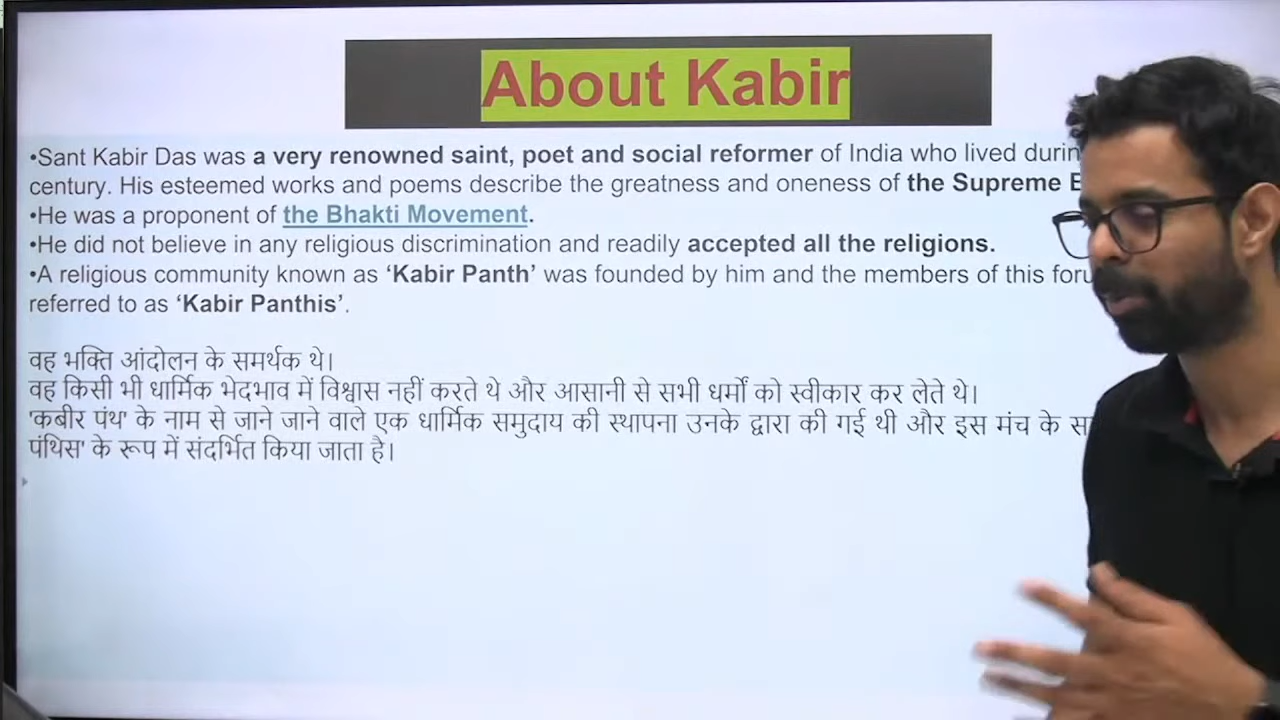 About Kabir
•Sant Kabir Das was a very renowned saint, poet and social reformer of India who lived
century. His esteemed works and poems describe the greatness and oneness of the Supreme
•He was a proponent of the Bhakti Movement.
•He did not believe in any religious discrimination and readily accepted all the religions.
•A religious community known as ‘Kabir Panth’ was founded by him and the members of this
referred to as ‘Kabir Panthis’.
वह भक्ति आंदोलन के समर्थक थे।
वह किसी भी धार्मिक भेदभाव में विश्वास नहीं करते थे और आसानी से सभी धर्मों को स्वीकार कर लेते थे।
'कबीर पंथ' के नाम से जाने जाने वाले एक धार्मिक समुदाय की स्थापना उनके द्वारा की गई थी और इस मंच के
पंथिस' के रूप में संदर्भित किया जाता है।